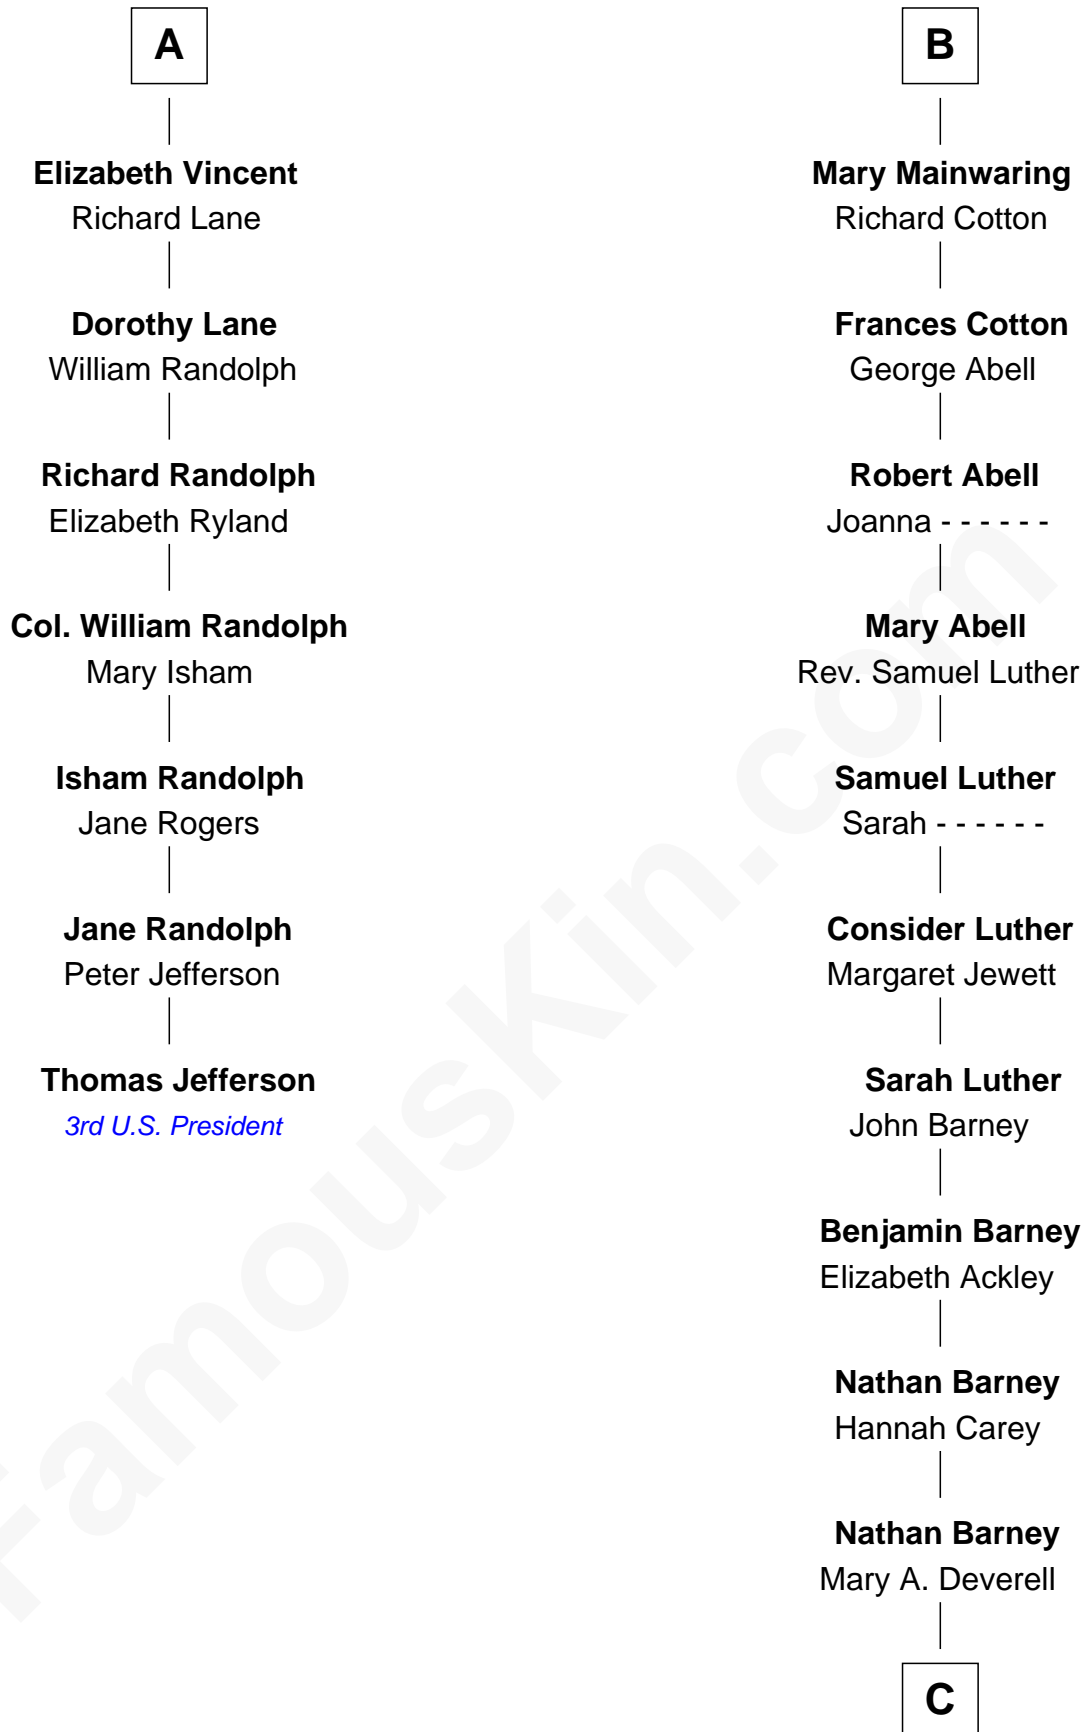 A
Elizabeth Vincent
Richard Lane
Dorothy Lane
William Randolph
Richard Randolph
Elizabeth Ryland
Col. William Randolph
Mary Isham
Isham Randolph
Jane Rogers
Jane Randolph
Peter Jefferson
Thomas Jefferson
3rd U.S. President
B
Mary Mainwaring
Richard Cotton
Frances Cotton
George Abell
Robert Abell
Joanna - - - - - -
Mary Abell
Rev. Samuel Luther
Samuel Luther
Sarah - - - - - -
Consider Luther
Margaret Jewett
Sarah Luther
John Barney
Benjamin Barney
Elizabeth Ackley
Nathan Barney
Hannah Carey
Nathan Barney
Mary A. Deverell
C
FamousKin.com